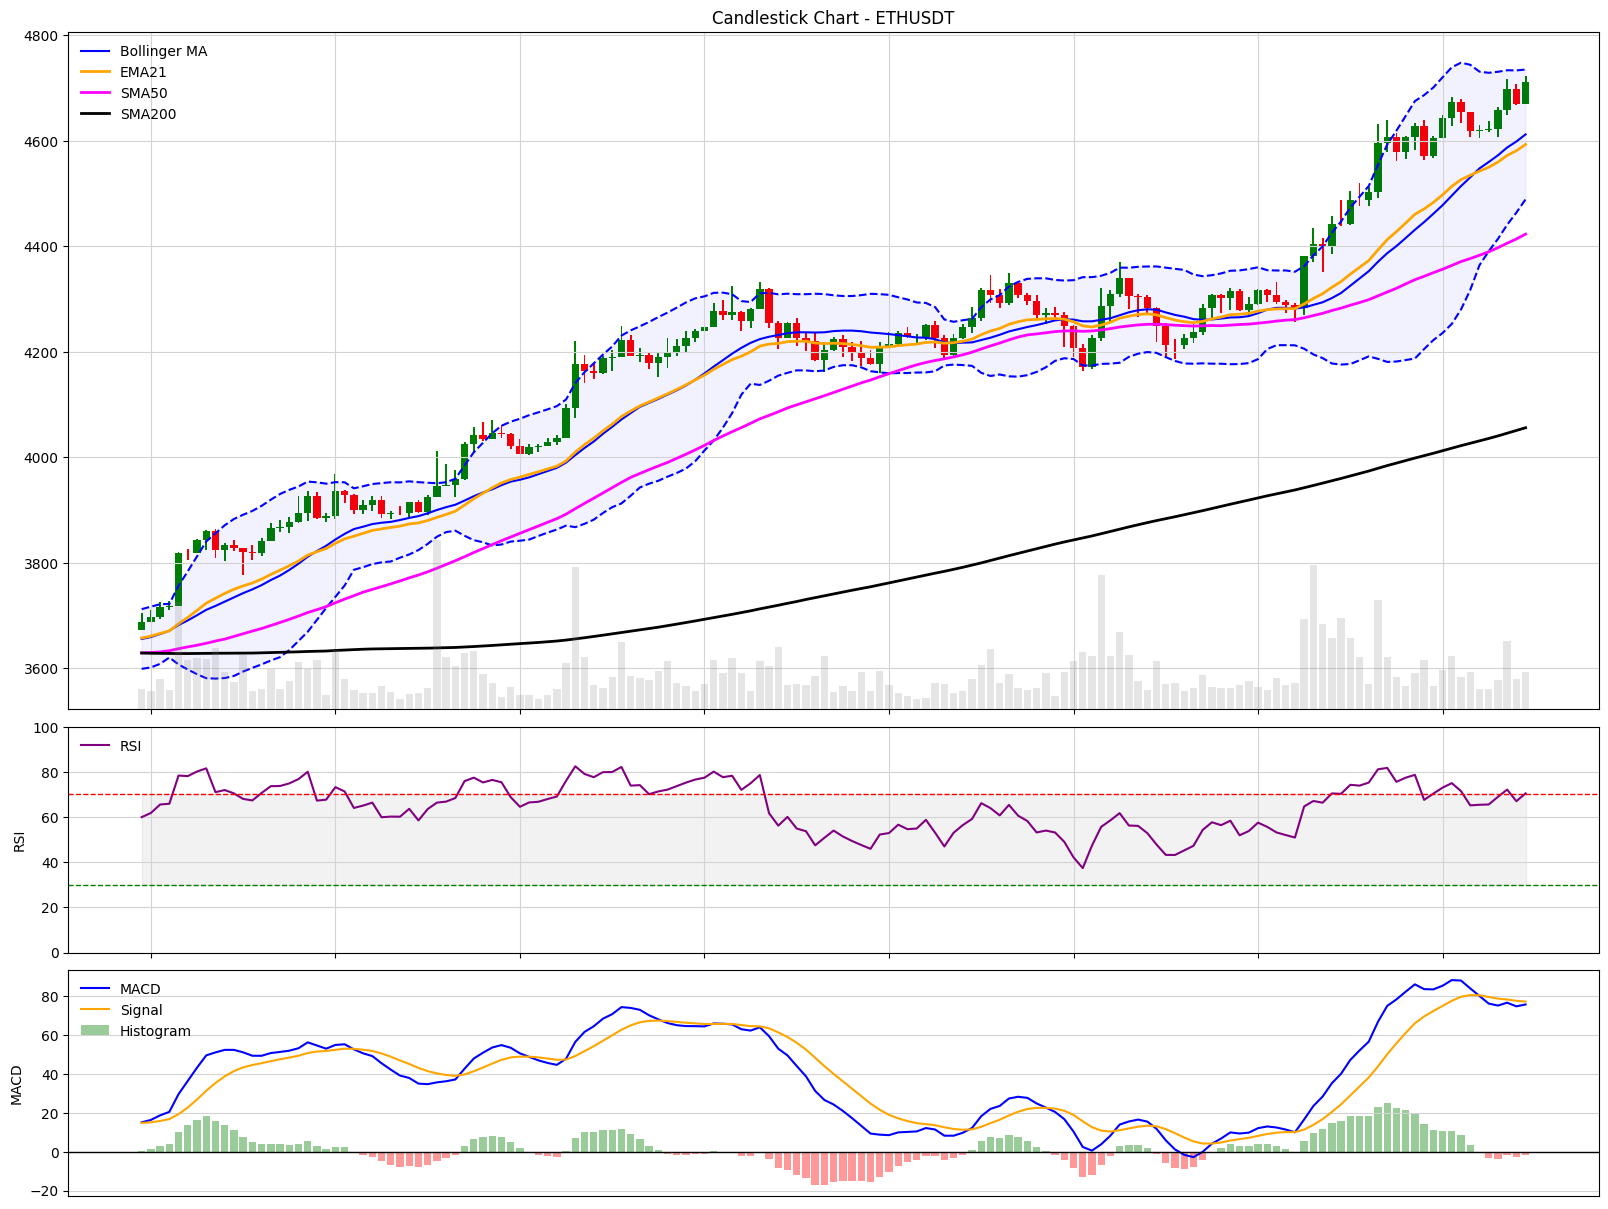 Candlestick Chart - ETHUSDT
4800
4600
4400
4200
4000
3800
3600
Bollinger MA
EMA21
SMA50
SMA200
100
80
60
40
20
0
RSI
RSI
80
60
40
20
0
−20
MACD
MACD
Signal
Histogram